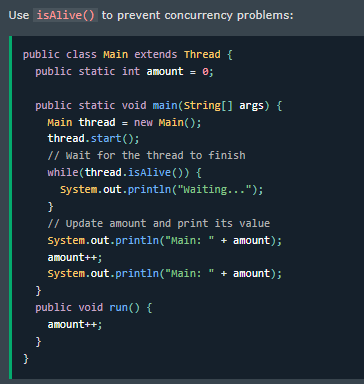 Use isAlive() to prevent concurrency problems:
public class Main extends Thread {
  public static int amount = 0;

  public static void main(String[] args) {
    Main thread = new Main();
    thread.start();
    // Wait for the thread to finish
    while(thread.isAlive()) {
      System.out.println("Waiting...");
    }
    // Update amount and print its value
    System.out.println("Main: " + amount);
    amount++;
    System.out.println("Main: " + amount);
  }
  public void run() {
    amount++;
  }
}